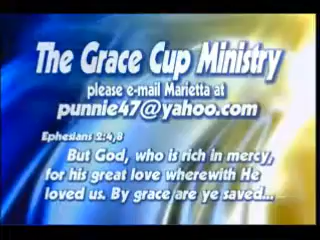 The Grace Cup Ministry
please e-mail Marietta at
punnie47@yahoo.com
Ephesians 2:4,8
But God, who is rich in mercy,
for his great love wherewith He
loved us. By grace are ye saved...